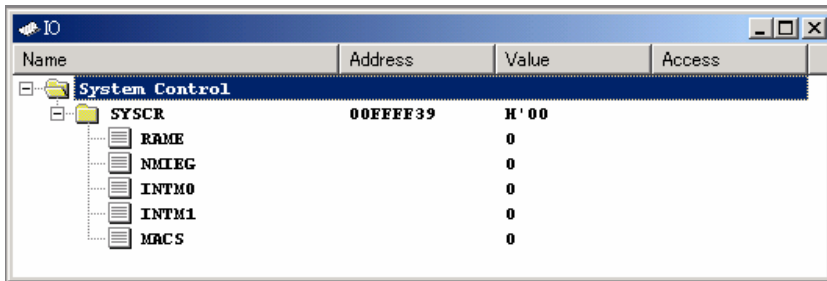 IO
Name Address Value Access
System Control
SYSCR 00FFFF39 H'00
RAME 0
NMIEG 0
INTM0 0
INTM1 0
MACS 0